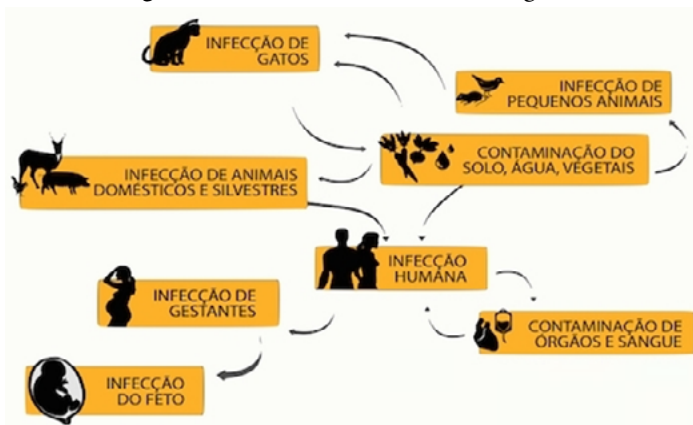 INFECÇÃO DE
GATOS
INFECÇÃO DE
PEQUENOS ANIMAIS
CONTAMINAÇÃO DO
SOLO, ÁGUA, VÉGETAIS
INFECÇÃO DE ANIMAIS
DOMÉSTICOS E SILVESTRES
INFECÇÃO
HUMANA
INFECÇÃO DE
GESTANTES
CONTAMINAÇÃO DE
ÓRGÃOS E SANGUE
INFECÇÃO
DO FETO